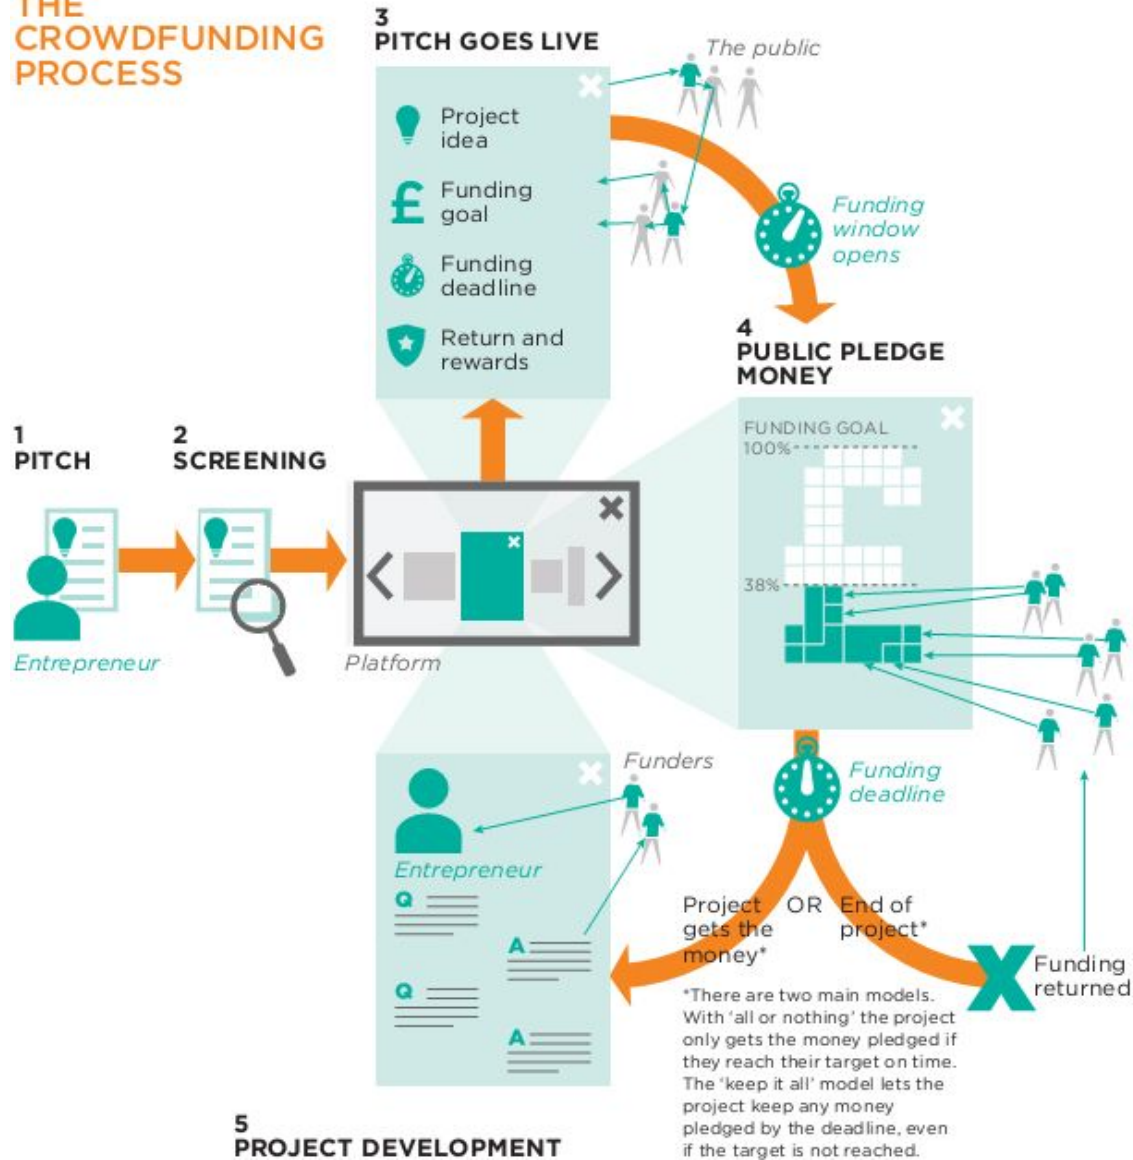 THE
CROWDFUNDING
PROCESS
3
PITCH GOES LIVE
The public
Project
idea
£
Funding
goal
Funding
deadline
Return and
rewards
Funding
window
opens
1
PITCH
2
SCREENING
Entrepreneur
Platform
4
PUBLIC PLEDGE
MONEY
FUNDING GOAL
100%
38%
Funding
deadline
Funders
Entrepreneur
Q
A
Q
A
Project
gets the
money*
OR
End of
project*
Funding
returned
*There are two main models.
With 'all or nothing' the project
only gets the money pledged if
they reach their target on time.
The 'keep it all' model lets the
project keep any money
pledged by the deadline, even
if the target is not reached.
5
PROJECT DEVELOPMENT